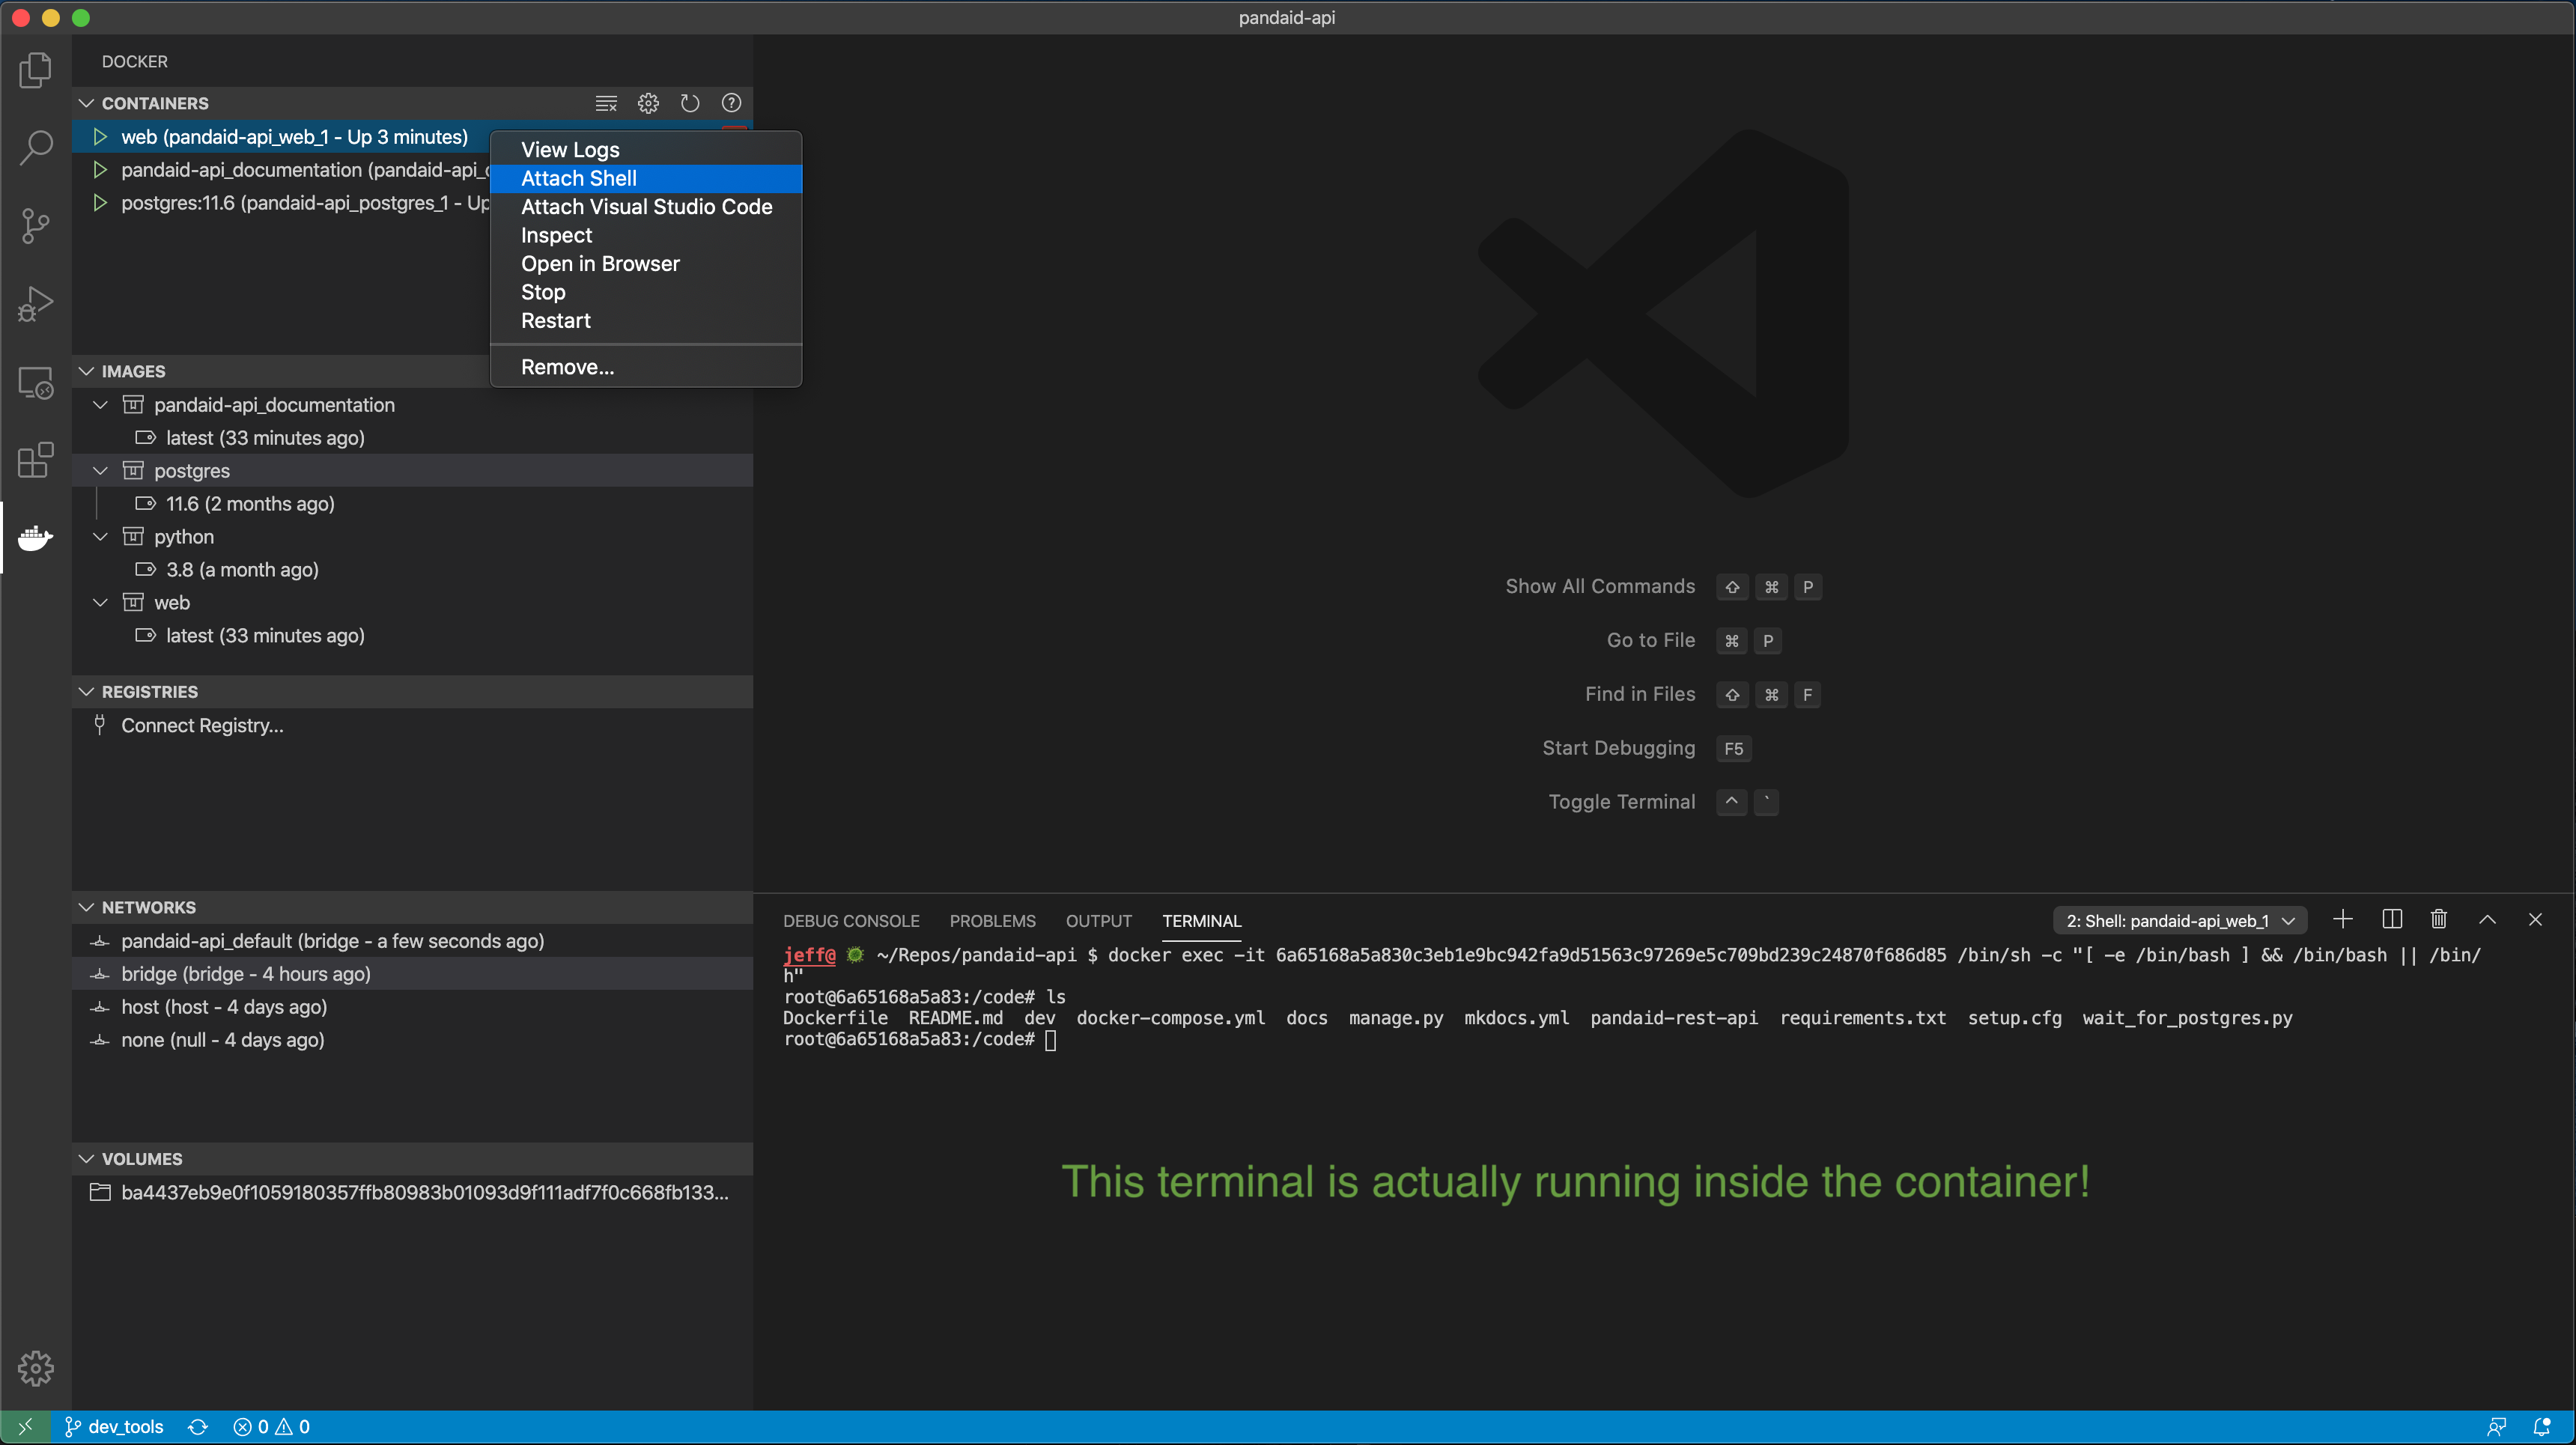 pandaid-api
DOCKER
CONTAINERS
web (pandaid-api_web_1 - Up 3 minutes)
pandaid-api_documentation (pandaid-api_
postgres:11.6 (pandaid-api_postgres_1 - Up
View Logs
Attach Shell
Attach Visual Studio Code
Inspect
Open in Browser
Stop
Restart
Remove...
IMAGES
pandaid-api_documentation
latest (33 minutes ago)
postgres
11.6 (2 months ago)
python
3.8 (a month ago)
web
latest (33 minutes ago)
REGISTRIES
Connect Registry...
NETWORKS
pandaid-api_default (bridge - a few seconds ago)
bridge (bridge - 4 hours ago)
host (host - 4 days ago)
none (null - 4 days ago)
VOLUMES
ba4437eb9e0f1059180357ffb80983b01093d9f111adf7f0c668fb133...
Show All Commands ⇧ ⌘ P
Go to File ⌘ P
Find in Files ⇧ ⌘ F
Start Debugging F5
Toggle Terminal ^ `
DEBUG CONSOLE PROBLEMS OUTPUT TERMINAL 2: Shell: pandaid-api_web_1
jeff@ ~/Repos/pandaid-api $ docker exec -it 6a65168a5a830c3eb1e9bc942fa9d51563c97269e5c709bd239c24870f686d85 /bin/sh -c "[ -e /bin/bash ] && /bin/bash || /bin/
h"
root@6a65168a5a83:/code# ls
Dockerfile README.md dev docker-compose.yml docs manage.py mkdocs.yml pandaid-rest-api requirements.txt setup.cfg wait_for_postgres.py
root@6a65168a5a83:/code#
This terminal is actually running inside the container!
dev_tools 0 0